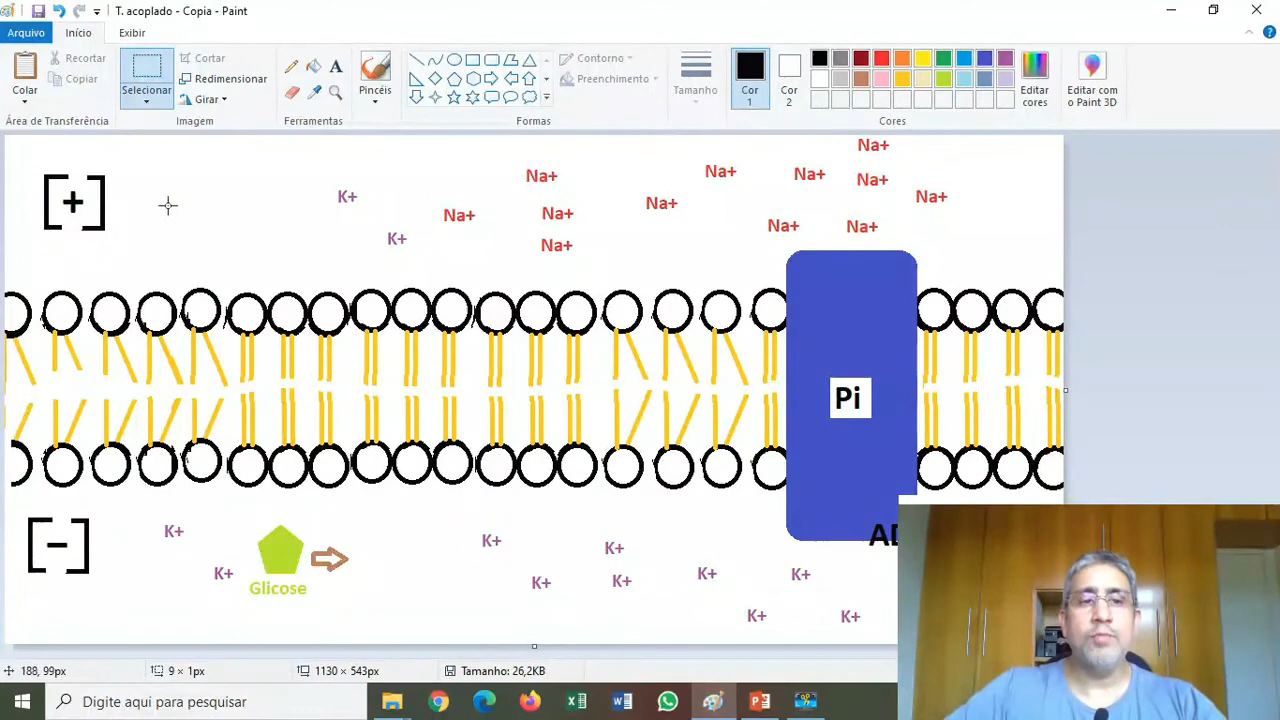 T. acoplado - Copia - Paint
Arquivo Início Exibir
Colar
Recortar
Copiar
Área de Transferência
Selecionar
Cortar
Redimensionar
Girar
Imagem
A
Ferramentas
Pincéis
Contorno
Preenchimento
Formas
Tamanho
Cor 1
Cor 2
Editar cores
Editar com o Paint 3D
Cores
[+]
K+
K+
Na+
Na+
Na+
Na+
Na+
Na+
Na+
Na+
Na+
Na+
Na+
Na+
Pi
[-]
K+
K+
Glicose
K+
K+
K+
K+
K+
K+
K+
K+
AD
188, 99px
9 × 1px
1130 × 543px
Tamanho: 26,2KB
Digite aqui para pesquisar